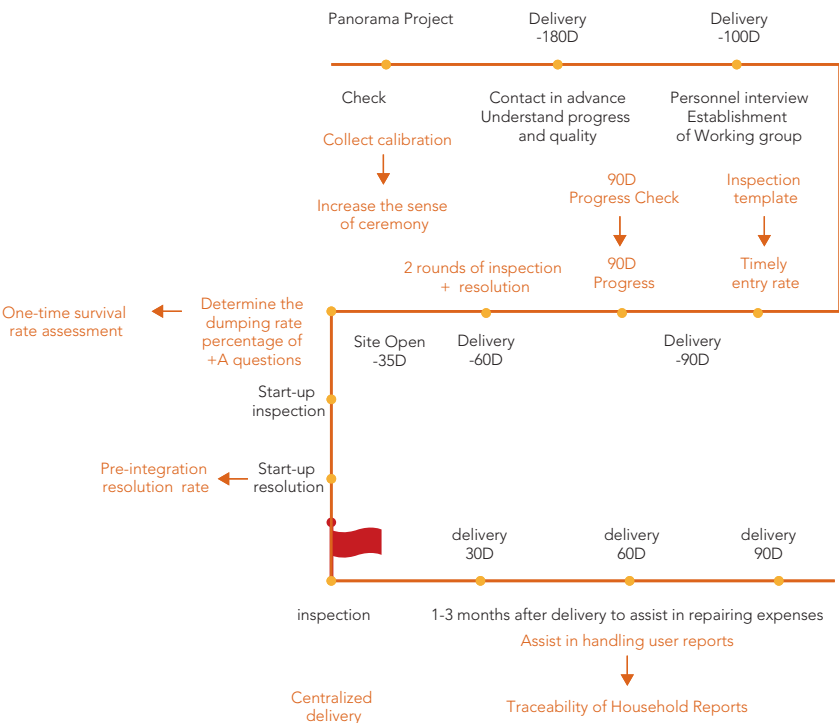 Panorama Project
Delivery
-180D
Delivery
-100D
Check
Contact in advance
Understand progress
and quality
Personnel interview
Establishment
of Working group
Collect calibration
Increase the sense
of ceremony
90D
Progress Check
Inspection
template
2 rounds of inspection
+ resolution
90D
Progress
Timely
entry rate
One-time survival
rate assessment
Determine the
dumping rate
percentage of
+A questions
Site Open
-35D
Delivery
-60D
Delivery
-90D
Start-up
inspection
Pre-integration
resolution rate
Start-up
resolution
delivery
30D
delivery
60D
delivery
90D
inspection
1-3 months after delivery to assist in repairing expenses
Assist in handling user reports
Centralized
delivery
Traceability of Household Reports